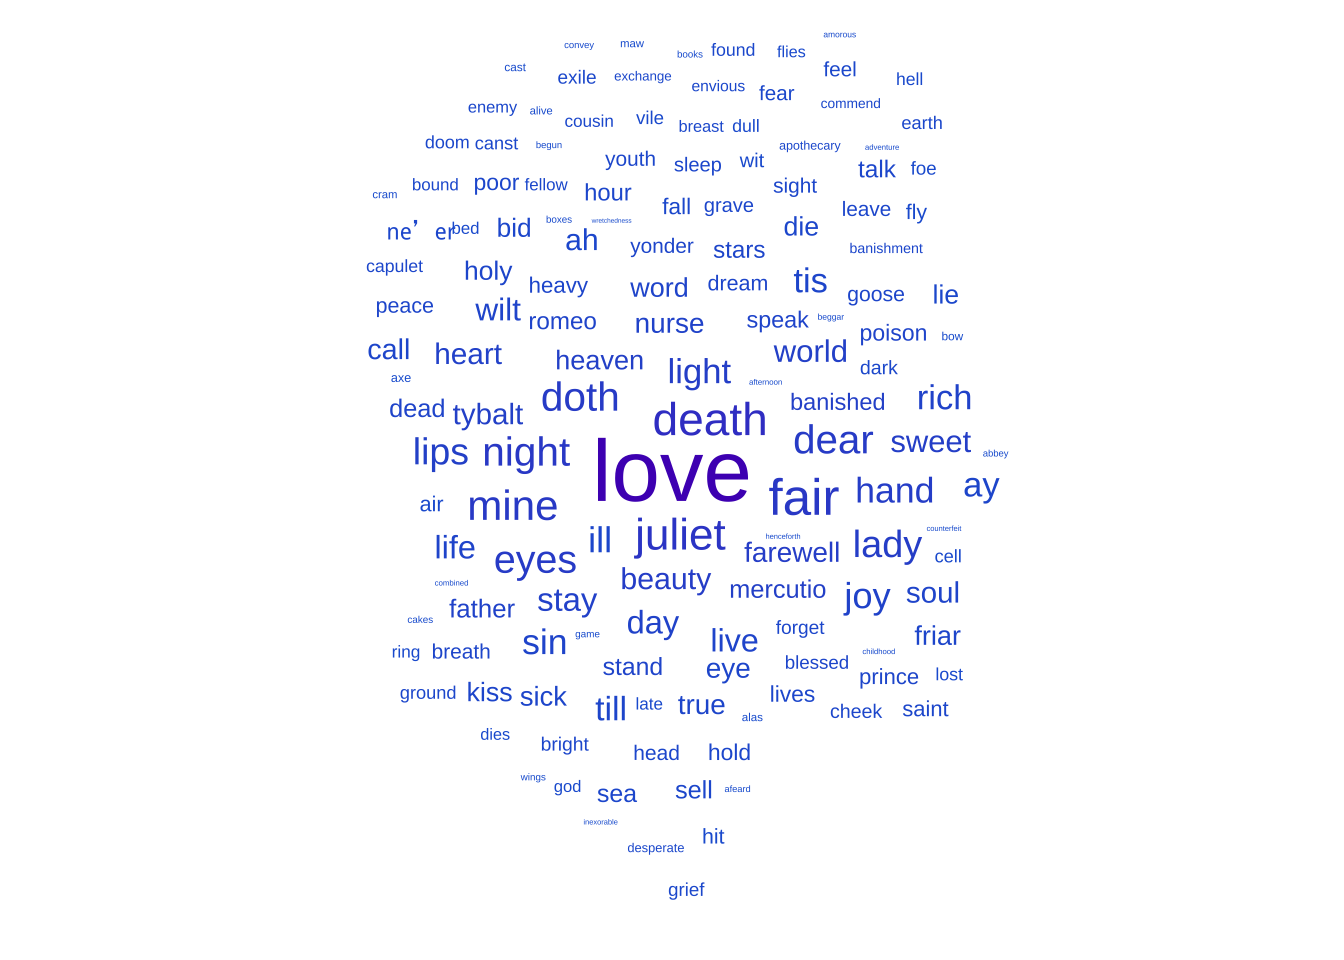 amorous
convey maw books found flies
cast exile exchange envious fear feel hell
enemy alive cousin vile breast dull commend earth
doom canst begun youth sleep wit apothecary adventure
cram bound poor fellow hour fall grave sight talk foe
ne’ er bed bid boxes wretchedness ah yonder stars die leave fly
capulet holy heavy word dream tis banishment goose lie
peace wilt romeo nurse speak beggar poison bow
call heart heaven light world dark
axe doth afternoon banished rich
dead tybalt death
lips night love dear sweet abbey
air mine fair hand ay
life eyes ill juliet henceforth farewell lady counterfeit cell
combined father stay beauty mercutio joy soul
cakes sin game day live forget friar
ring breath stand eye blessed childhood prince lost
ground kiss sick till late true alas lives cheek saint
dies bright head hold
wings god sea sell afeard
inexorable desperate hit
grief